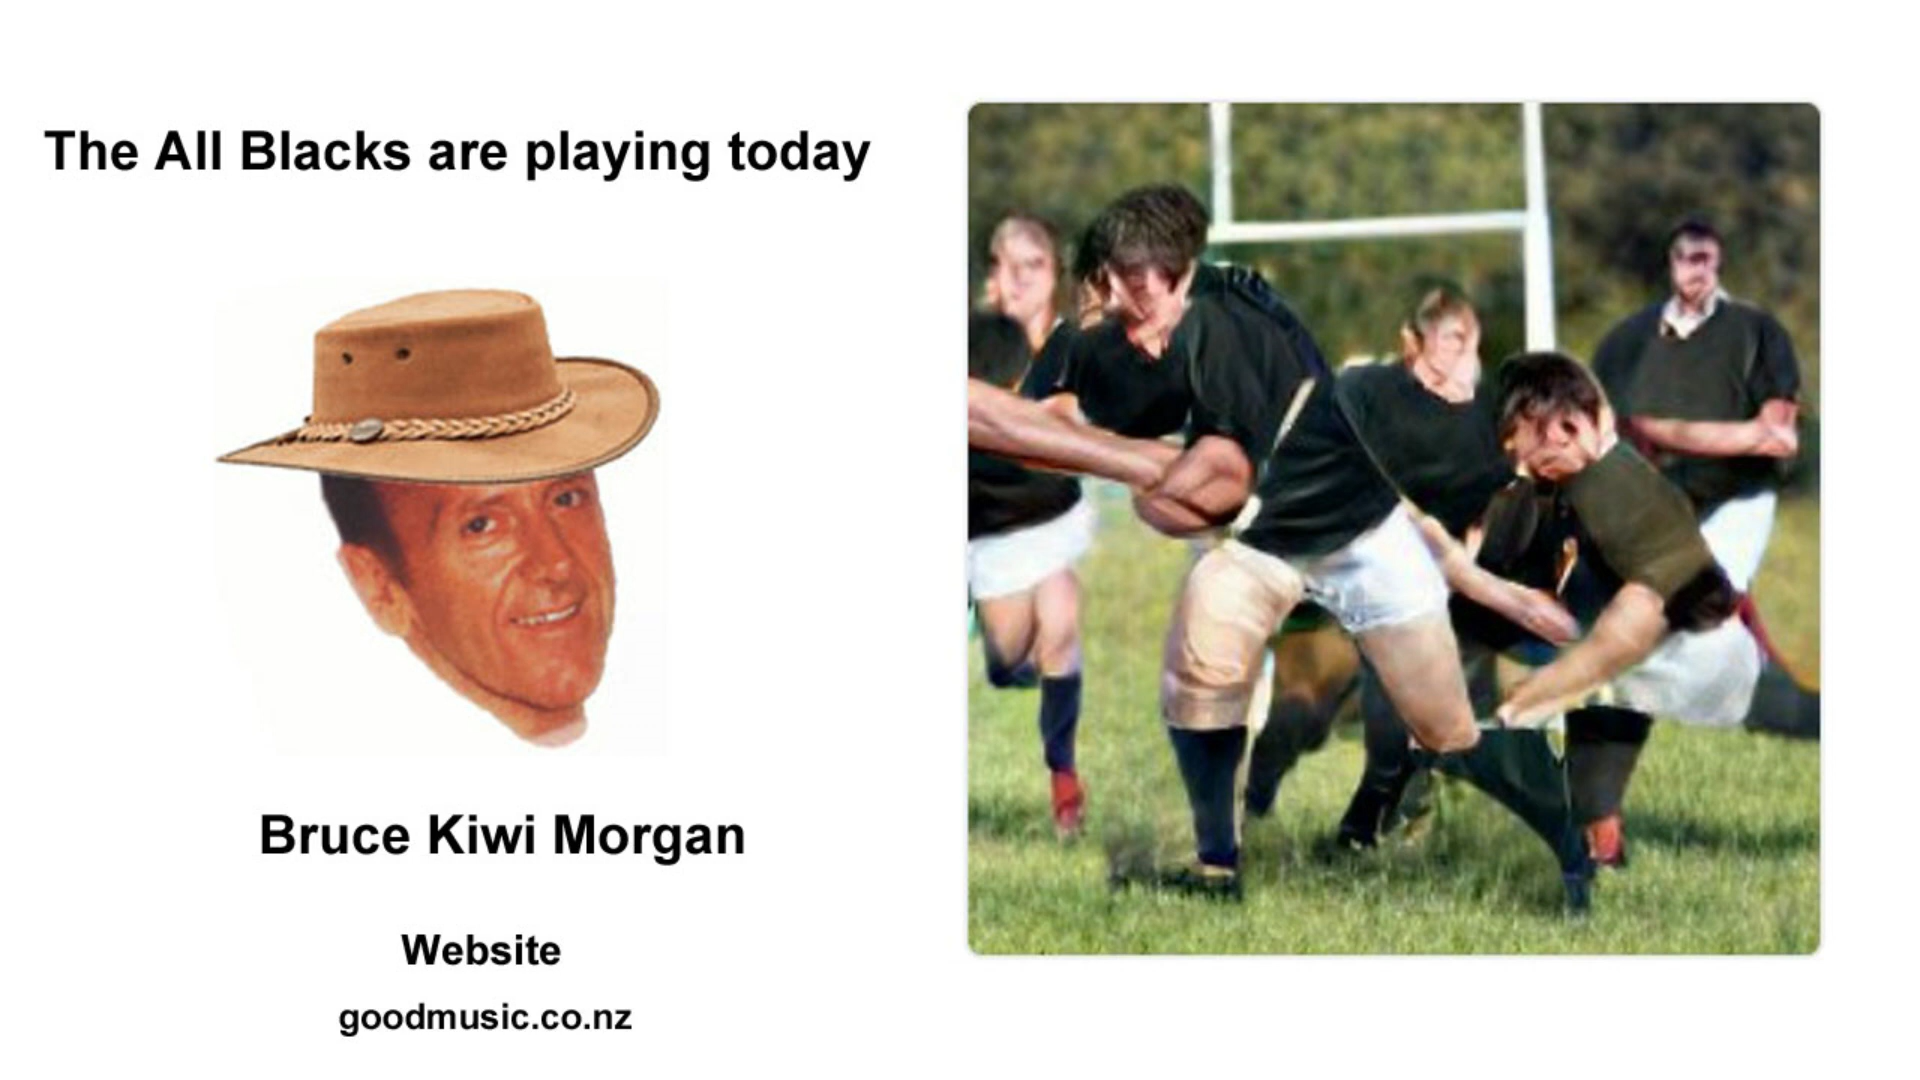 The All Blacks are playing today
Bruce Kiwi Morgan
Website
goodmusic.co.nz